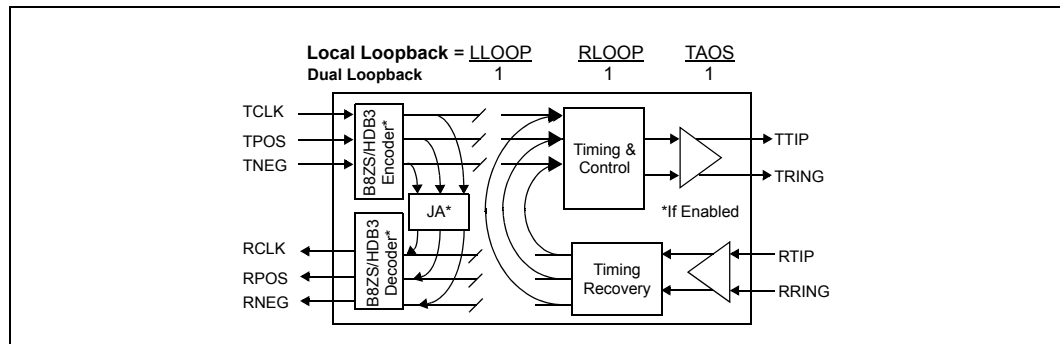 Local Loopback = LLOOP RLOOP TAOS
Dual Loopback 1 1 1
TCLK
TPOS
TNEG
B8ZS/HDB3
Encoder*
Timing &
Control
TTIP
TRING
JA*
*If Enabled
RCLK
RPOS
RNEG
B8ZS/HDB3
Decoder*
Timing
Recovery
RTIP
RRING